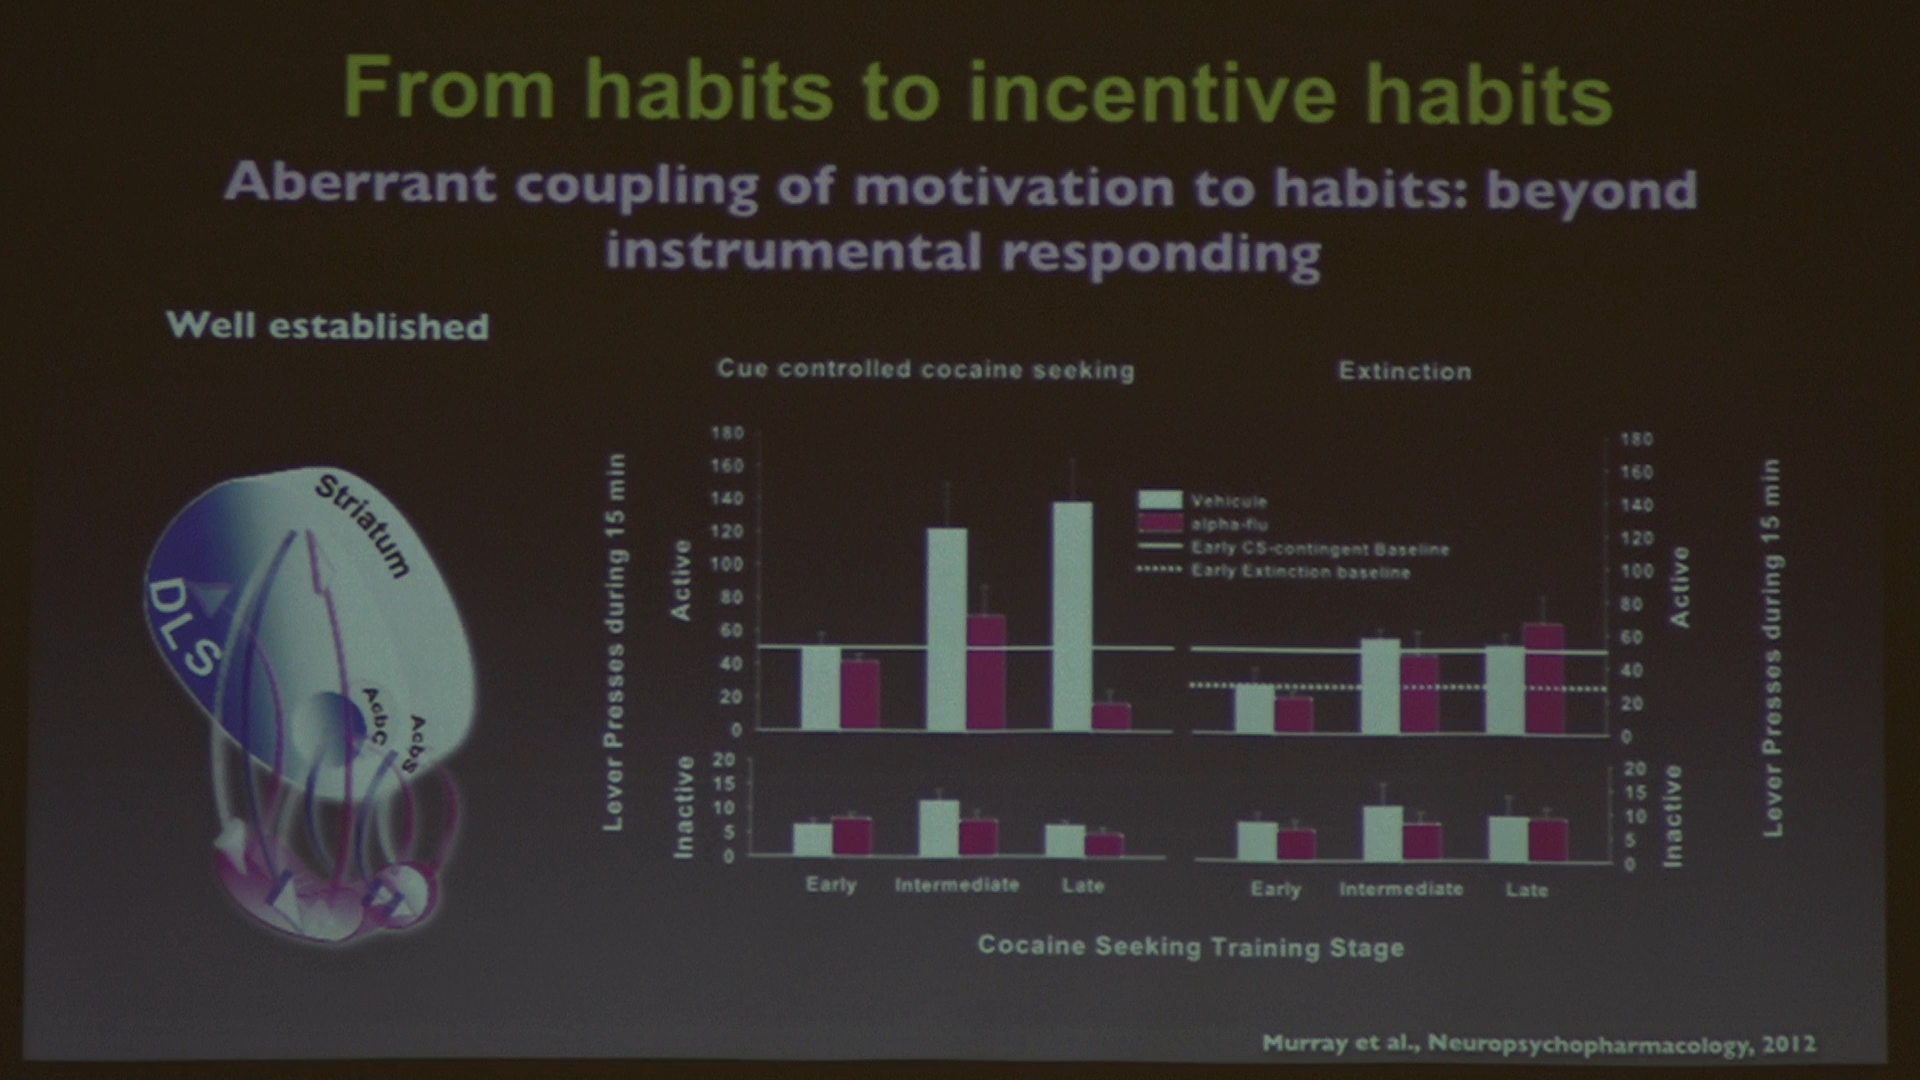 From habits to incentive habits
Aberrant coupling of motivation to habits: beyond
instrumental responding
Well established
Striatum
DLS
AcbC
AcbS
Cue controlled cocaine seeking
Extinction
Lever Presses during 15 min
Active
180
160
140
120
100
80
60
40
20
0
Inactive
20
15
10
5
0
Vehicule
alpha-flu
Early CS-contingent Baseline
Early Extinction baseline
180
160
140
120
100
80
60
40
20
0
Active
20
15
10
5
0
Inactive
Lever Presses during 15 min
Early Intermediate Late
Early Intermediate Late
Cocaine Seeking Training Stage
Murray et al., Neuropsychopharmacology, 2012